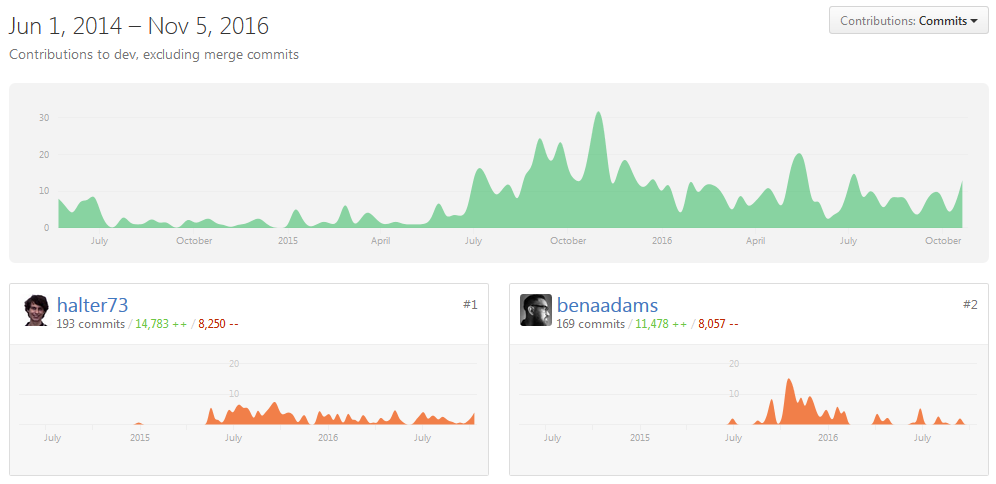 Jun 1, 2014 – Nov 5, 2016
Contributions: Commits
Contributions to dev, excluding merge commits
30
20
10
0
July October 2015 April July October 2016 April July October
halter73 #1
193 commits / 14,783 ++ / 8,250 --
20
10
July 2015 July 2016 July
benaadams #2
169 commits / 11,478 ++ / 8,057 --
20
10
July 2015 July 2016 July